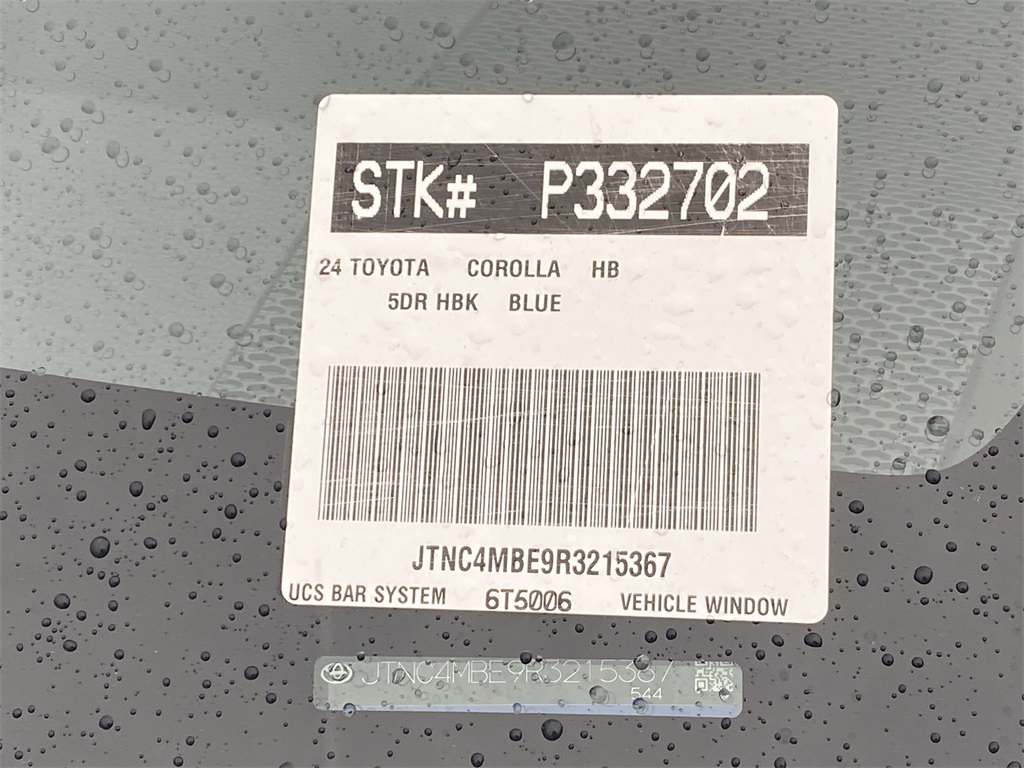 STK# P332702
24 TOYOTA COROLLA HB
5DR HBK BLUE
JTNC4MBE9R3215367
UCS BAR SYSTEM 6T5006 VEHICLE WINDOW
JTNC4MBE9R3215367
544